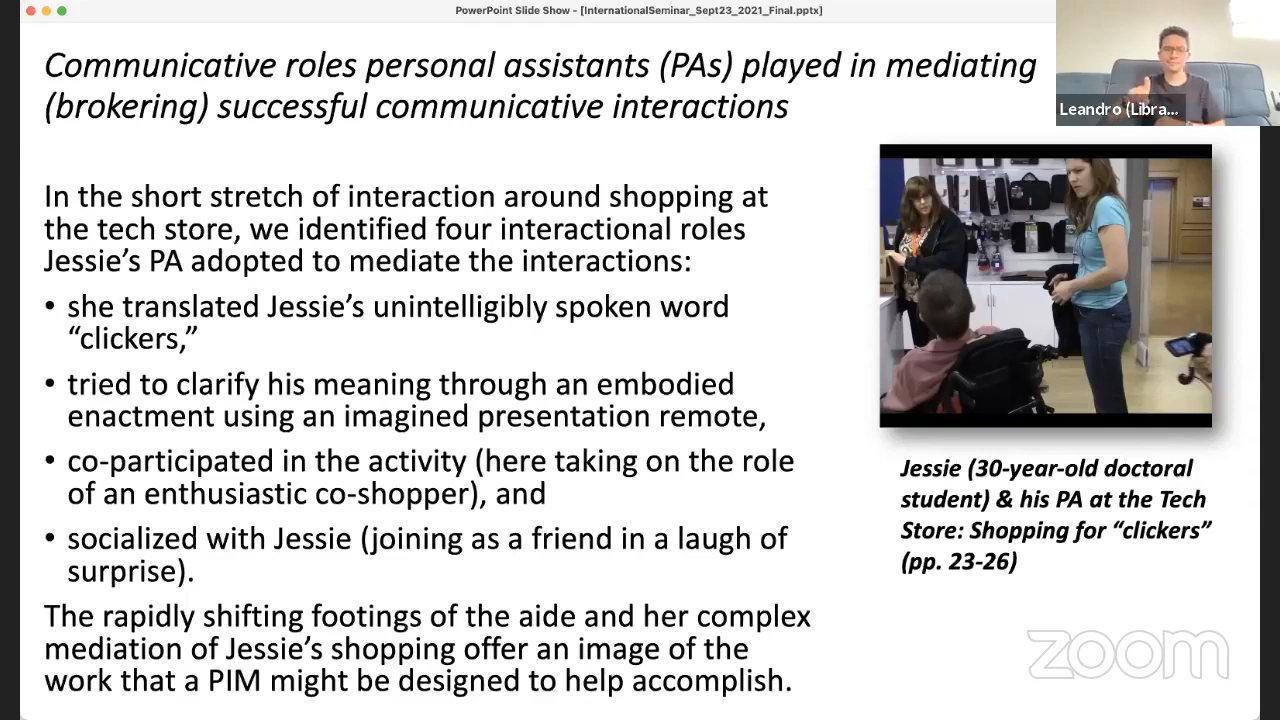 PowerPoint Slide Show - [InternationalSeminar_Sept23_2021_Final.pptx]
Communicative roles personal assistants (PAs) played in mediating
(brokering) successful communicative interactions
Leandro (Libra...
In the short stretch of interaction around shopping at
the tech store, we identified four interactional roles
Jessie’s PA adopted to mediate the interactions:
• she translated Jessie’s unintelligibly spoken word
“clickers,”
• tried to clarify his meaning through an embodied
enactment using an imagined presentation remote,
• co-participated in the activity (here taking on the role
of an enthusiastic co-shopper), and
• socialized with Jessie (joining as a friend in a laugh of
surprise).
The rapidly shifting footings of the aide and her complex
mediation of Jessie’s shopping offer an image of the
work that a PIM might be designed to help accomplish.
Jessie (30-year-old doctoral
student) & his PA at the Tech
Store: Shopping for “clickers”
(pp. 23-26)
zoom